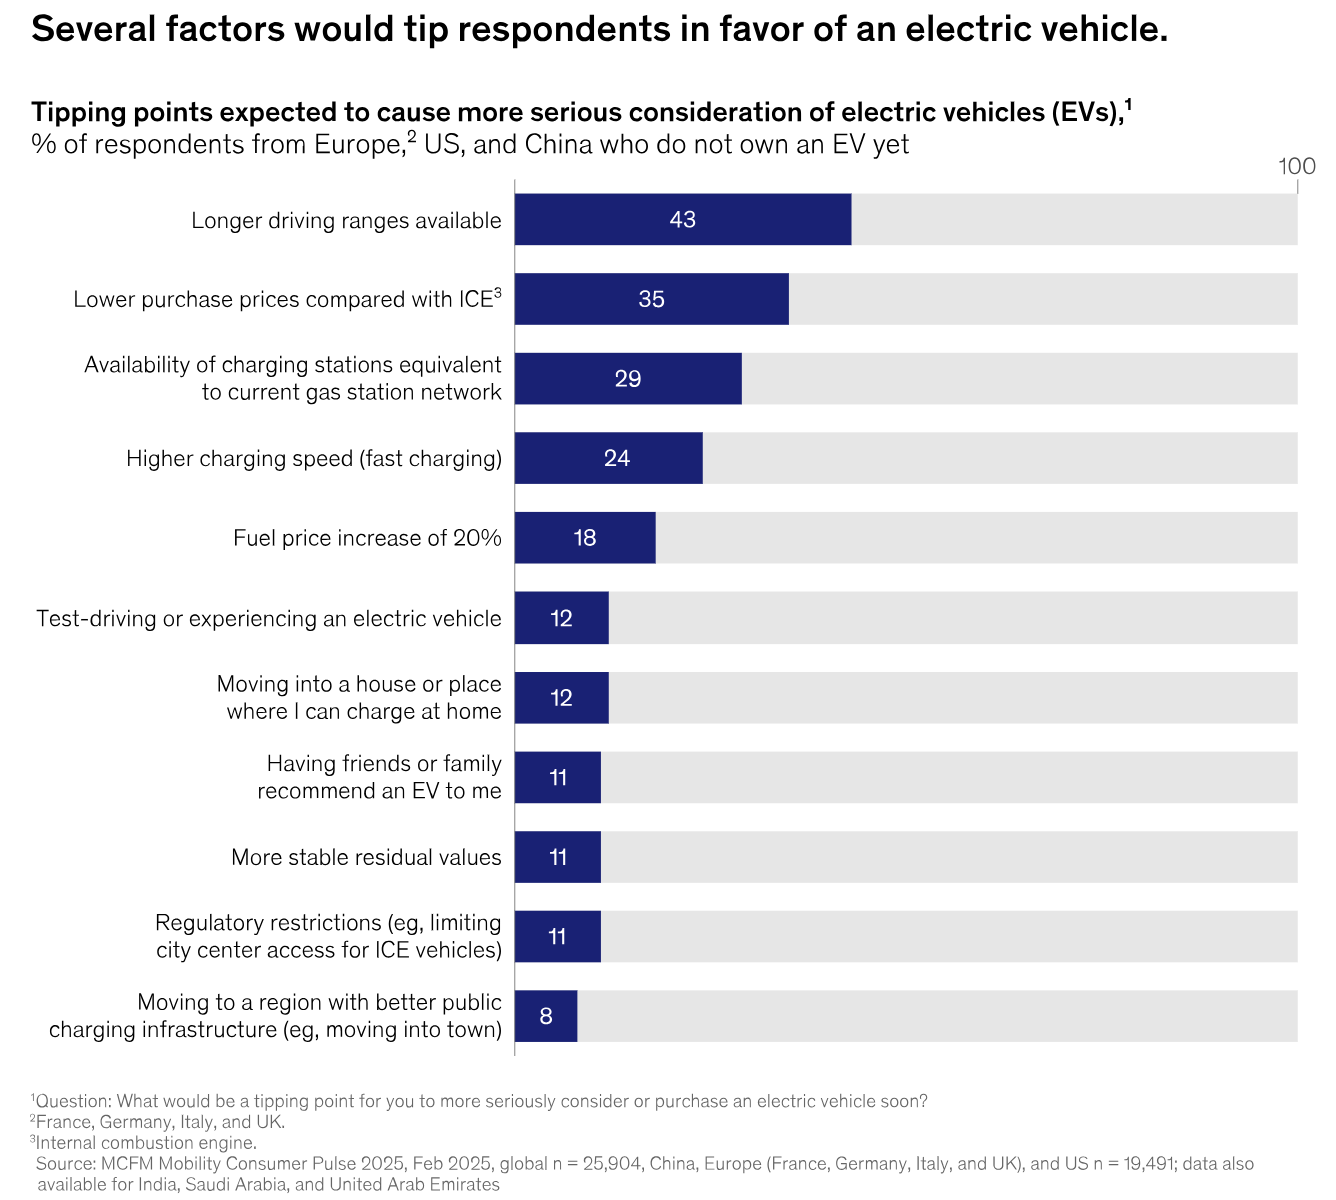 Several factors would tip respondents in favor of an electric vehicle.
Tipping points expected to cause more serious consideration of electric vehicles (EVs),¹
% of respondents from Europe,² US, and China who do not own an EV yet
100
Longer driving ranges available
43
Lower purchase prices compared with ICE³
35
Availability of charging stations equivalent
to current gas station network
29
Higher charging speed (fast charging)
24
Fuel price increase of 20%
18
Test-driving or experiencing an electric vehicle
12
Moving into a house or place
where I can charge at home
12
Having friends or family
recommend an EV to me
11
More stable residual values
11
Regulatory restrictions (eg, limiting
city center access for ICE vehicles)
11
Moving to a region with better public
charging infrastructure (eg, moving into town)
8
¹Question: What would be a tipping point for you to more seriously consider or purchase an electric vehicle soon?
²France, Germany, Italy, and UK.
³Internal combustion engine.
Source: MCFM Mobility Consumer Pulse 2025, Feb 2025, global n = 25,904, China, Europe (France, Germany, Italy, and UK), and US n = 19,491; data also
available for India, Saudi Arabia, and United Arab Emirates